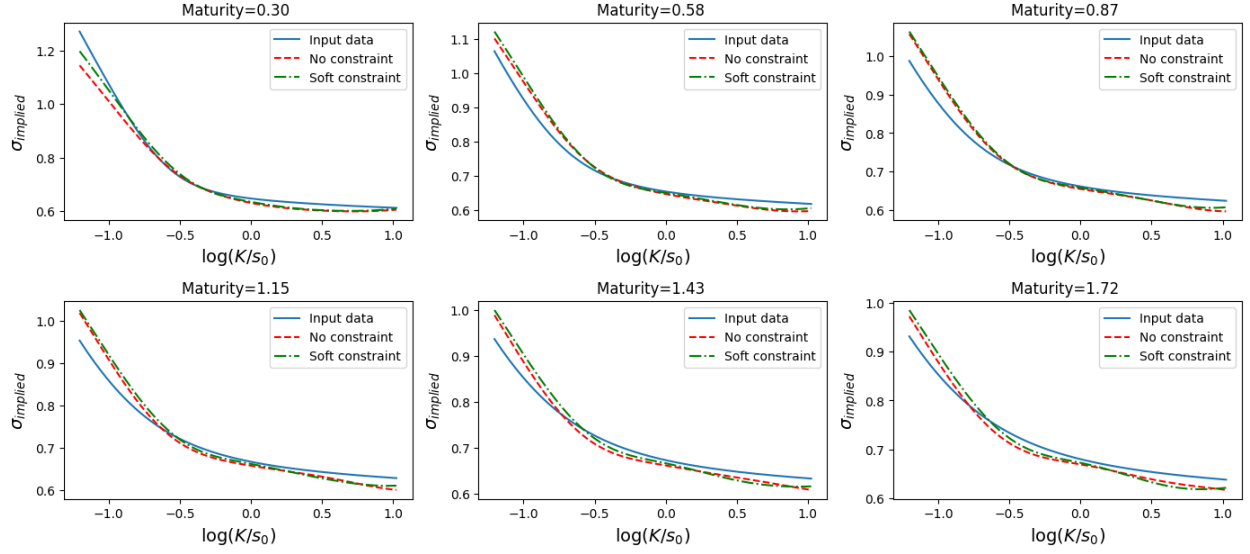 Maturity=0.30
1.2
1.0
0.8
0.6
σ_implied
Input data
No constraint
Soft constraint
−1.0 −0.5 0.0 0.5 1.0
log(K/s₀)
Maturity=0.58
1.1
1.0
0.9
0.8
0.7
0.6
σ_implied
Input data
No constraint
Soft constraint
−1.0 −0.5 0.0 0.5 1.0
log(K/s₀)
Maturity=0.87
1.0
0.9
0.8
0.7
0.6
σ_implied
Input data
No constraint
Soft constraint
−1.0 −0.5 0.0 0.5 1.0
log(K/s₀)
Maturity=1.15
1.0
0.9
0.8
0.7
0.6
σ_implied
Input data
No constraint
Soft constraint
−1.0 −0.5 0.0 0.5 1.0
log(K/s₀)
Maturity=1.43
1.0
0.9
0.8
0.7
0.6
σ_implied
Input data
No constraint
Soft constraint
−1.0 −0.5 0.0 0.5 1.0
log(K/s₀)
Maturity=1.72
1.0
0.9
0.8
0.7
0.6
σ_implied
Input data
No constraint
Soft constraint
−1.0 −0.5 0.0 0.5 1.0
log(K/s₀)